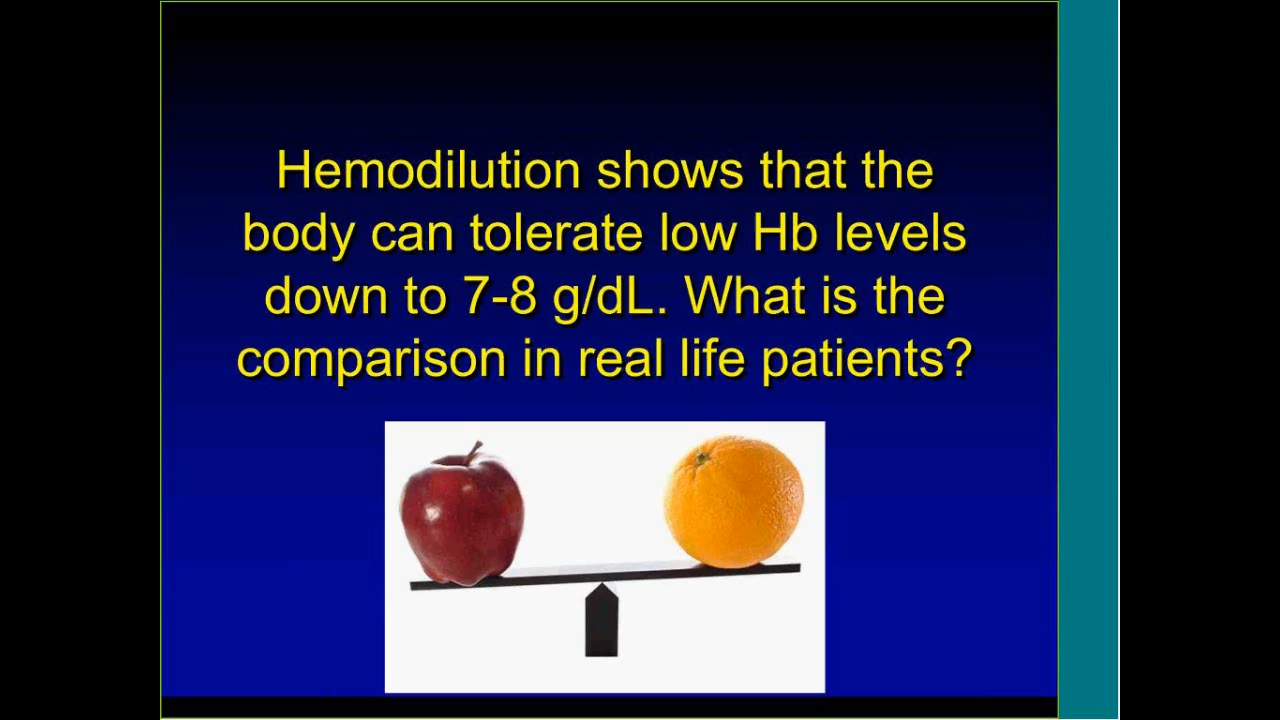 Hemodilution shows that the
body can tolerate low Hb levels
down to 7-8 g/dL. What is the
comparison in real life patients?